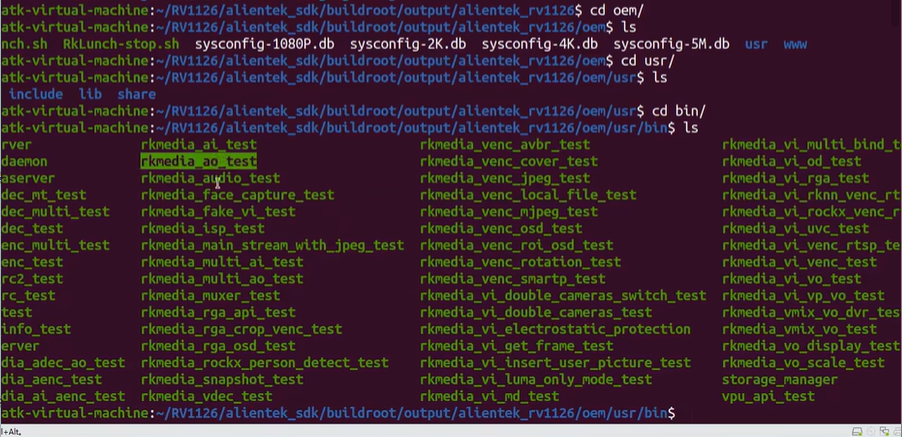 atk-virtual-machine:~/RV1126/alientek_sdk/buildroot/output/alientek_rv1126$ cd oem/
atk-virtual-machine:~/RV1126/alientek_sdk/buildroot/output/alientek_rv1126/oem$ ls
nch.sh RkLunch-stop.sh sysconfig-1080P.db sysconfig-2K.db sysconfig-4K.db sysconfig-5M.db usr www
atk-virtual-machine:~/RV1126/alientek_sdk/buildroot/output/alientek_rv1126/oem$ cd usr/
atk-virtual-machine:~/RV1126/alientek_sdk/buildroot/output/alientek_rv1126/oem/usr$ ls
include lib share
atk-virtual-machine:~/RV1126/alientek_sdk/buildroot/output/alientek_rv1126/oem/usr$ cd bin/
atk-virtual-machine:~/RV1126/alientek_sdk/buildroot/output/alientek_rv1126/oem/usr/bin$ ls
rver rkmedia_ai_test rkmedia_venc_avbr_test rkmedia_vi_multi_bind_t
daemon rkmedia_ao_test rkmedia_venc_cover_test rkmedia_vi_od_test
aserver rkmedia_audio_test rkmedia_venc_jpeg_test rkmedia_vi_rga_test
dec_mt_test rkmedia_face_capture_test rkmedia_venc_local_file_test rkmedia_vi_rknn_venc_rt
dec_multi_test rkmedia_fake_vi_test rkmedia_venc_mjpeg_test rkmedia_vi_rockx_venc_r
dec_test rkmedia_isp_test rkmedia_venc_osd_test rkmedia_vi_uvc_test
enc_multi_test rkmedia_main_stream_with_jpeg_test rkmedia_venc_roi_osd_test rkmedia_vi_venc_rtsp_te
enc_test rkmedia_multi_ai_test rkmedia_venc_rotation_test rkmedia_vi_venc_test
rc2_test rkmedia_multi_ao_test rkmedia_venc_smartp_test rkmedia_vi_vo_test
rc_test rkmedia_muxer_test rkmedia_vi_double_cameras_switch_test rkmedia_vi_vp_vo_test
test rkmedia_rga_api_test rkmedia_vi_double_cameras_test rkmedia_vmix_vo_dvr_tes
info_test rkmedia_rga_crop_venc_test rkmedia_vi_electrostatic_protection rkmedia_vmix_vo_test
erver rkmedia_rga_osd_test rkmedia_vi_get_frame_test rkmedia_vo_display_test
dia_adec_ao_test rkmedia_rockx_person_detect_test rkmedia_vi_insert_user_picture_test rkmedia_vo_scale_test
dia_aenc_test rkmedia_snapshot_test rkmedia_vi_luma_only_mode_test storage_manager
dia_ai_aenc_test rkmedia_vdec_test rkmedia_vi_md_test vpu_api_test
atk-virtual-machine:~/RV1126/alientek_sdk/buildroot/output/alientek_rv1126/oem/usr/bin$
l+Alt。